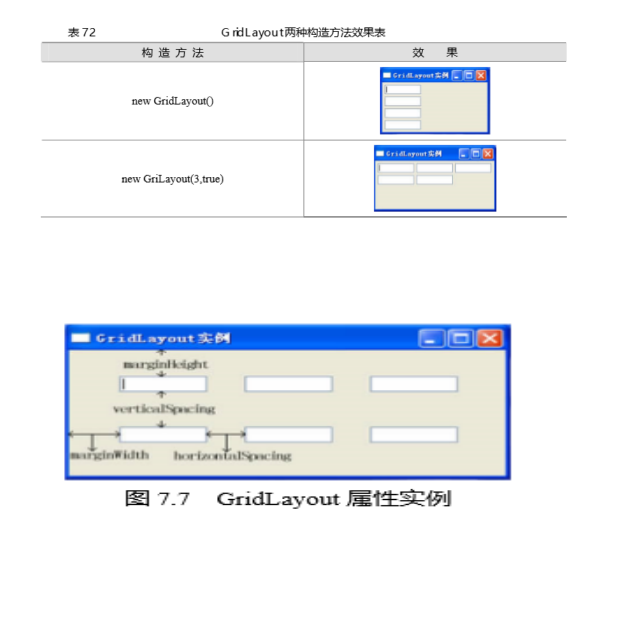 表 7.2 GridLayout两种构造方法效果表
构 造 方 法 效 果
GridLayout实例
new GridLayout()
GridLayout实例
new GriLayout(3,true)
GridLayout实例
marginHeight
verticalSpacing
marginWidth horizontalSpacing
图 7.7 GridLayout 属性实例